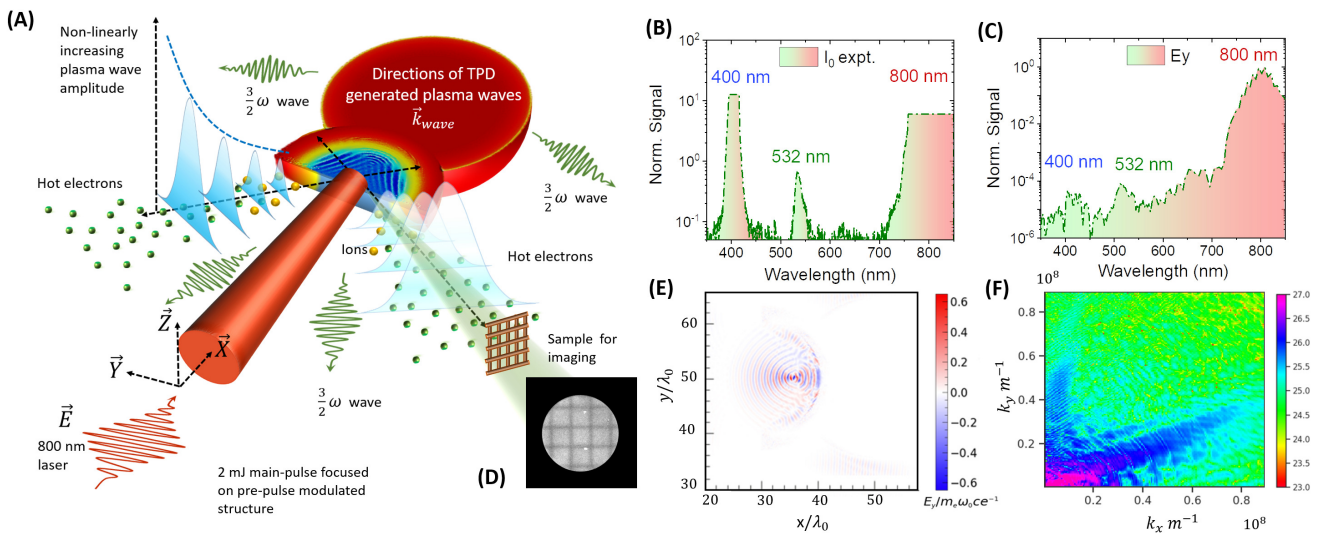 (A)
Non-linearly
increasing
plasma wave
amplitude
3/2 ω wave
Directions of TPD
generated plasma waves
k⃗wave
Hot electrons
3/2 ω wave
Ions
Hot electrons
Z⃗
X⃗
Y⃗
Sample for
imaging
3/2 ω wave
E⃗
800 nm
laser
2 mJ main-pulse focused
on pre-pulse modulated
structure
(D)
(B)
10²
10¹
10⁰
10⁻¹
Norm. Signal
I₀ expt.
400 nm
800 nm
532 nm
400 500 600 700 800
Wavelength (nm)
(C)
10⁰
10⁻²
10⁻⁴
10⁻⁶
Norm. Signal
Ey
800 nm
400 nm
532 nm
400 500 600 700 800
Wavelength (nm)
(E)
60
50
40
30
y/λ₀
20 30 40 50
x/λ₀
0.6
0.4
0.2
0.0
−0.2
−0.4
−0.6
E_y/m_eω₀ce⁻¹
(F)
10⁸
0.8
0.6
0.4
0.2
k_y m⁻¹
0.2 0.4 0.6 0.8
k_x m⁻¹ 10⁸
27.0
26.5
26.0
25.5
25.0
24.5
24.0
23.5
23.0